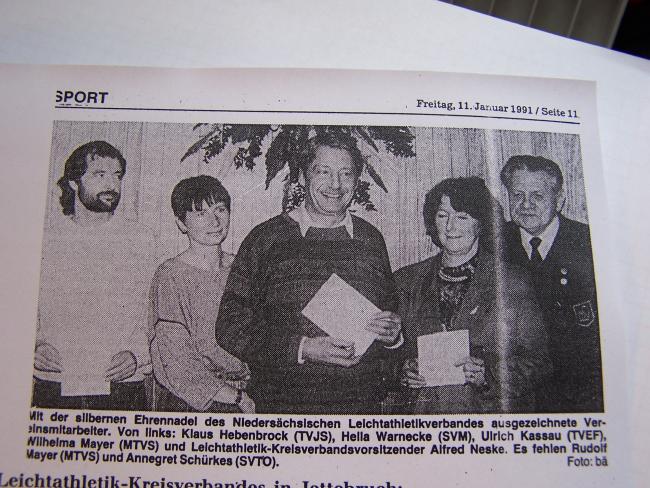 SPORT
Freitag, 11. Januar 1991 / Seite 11
Mit der silbernen Ehrennadel des Niedersächsischen Leichtathletikverbandes ausgezeichnete Ver-
einsmitarbeiter. Von links: Klaus Hebenbrock (TVJS), Hella Warnecke (SVM), Ulrich Kassau (TVEF),
Wilhelma Mayer (MTVS) und Leichtathletik-Kreisverbandsvorsitzender Alfred Neske. Es fehlen Rudolf
Mayer (MTVS) und Annegret Schürkes (SVTO).
Foto: bä
Leichtathletik-Kreisverbandes in Jettebruch: